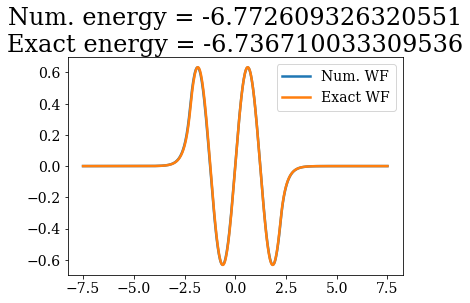 Num. energy = -6.772609326320551
Exact energy = -6.736710033309536
Num. WF
Exact WF
0.6
0.4
0.2
0.0
−0.2
−0.4
−0.6
−7.5 −5.0 −2.5 0.0 2.5 5.0 7.5